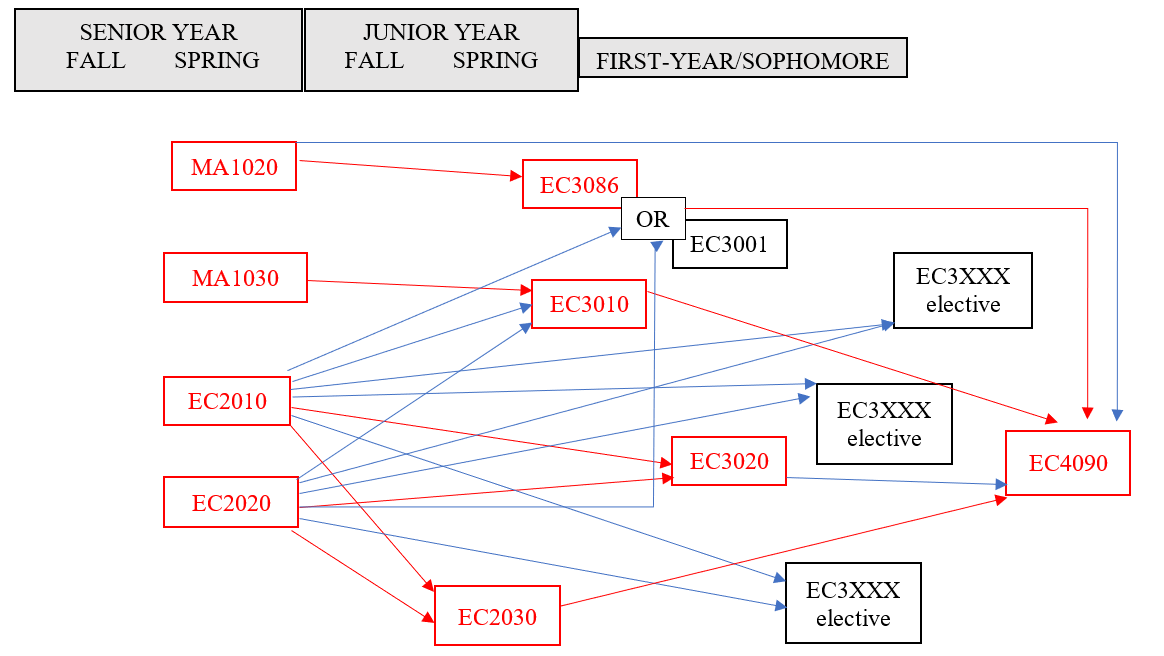 SENIOR YEAR
FALL SPRING
JUNIOR YEAR
FALL SPRING
FIRST-YEAR/SOPHOMORE
MA1020
EC3086
OR
EC3001
MA1030
EC3010
EC3XXX
elective
EC2010
EC3XXX
elective
EC3020
EC4090
EC2020
EC2030
EC3XXX
elective